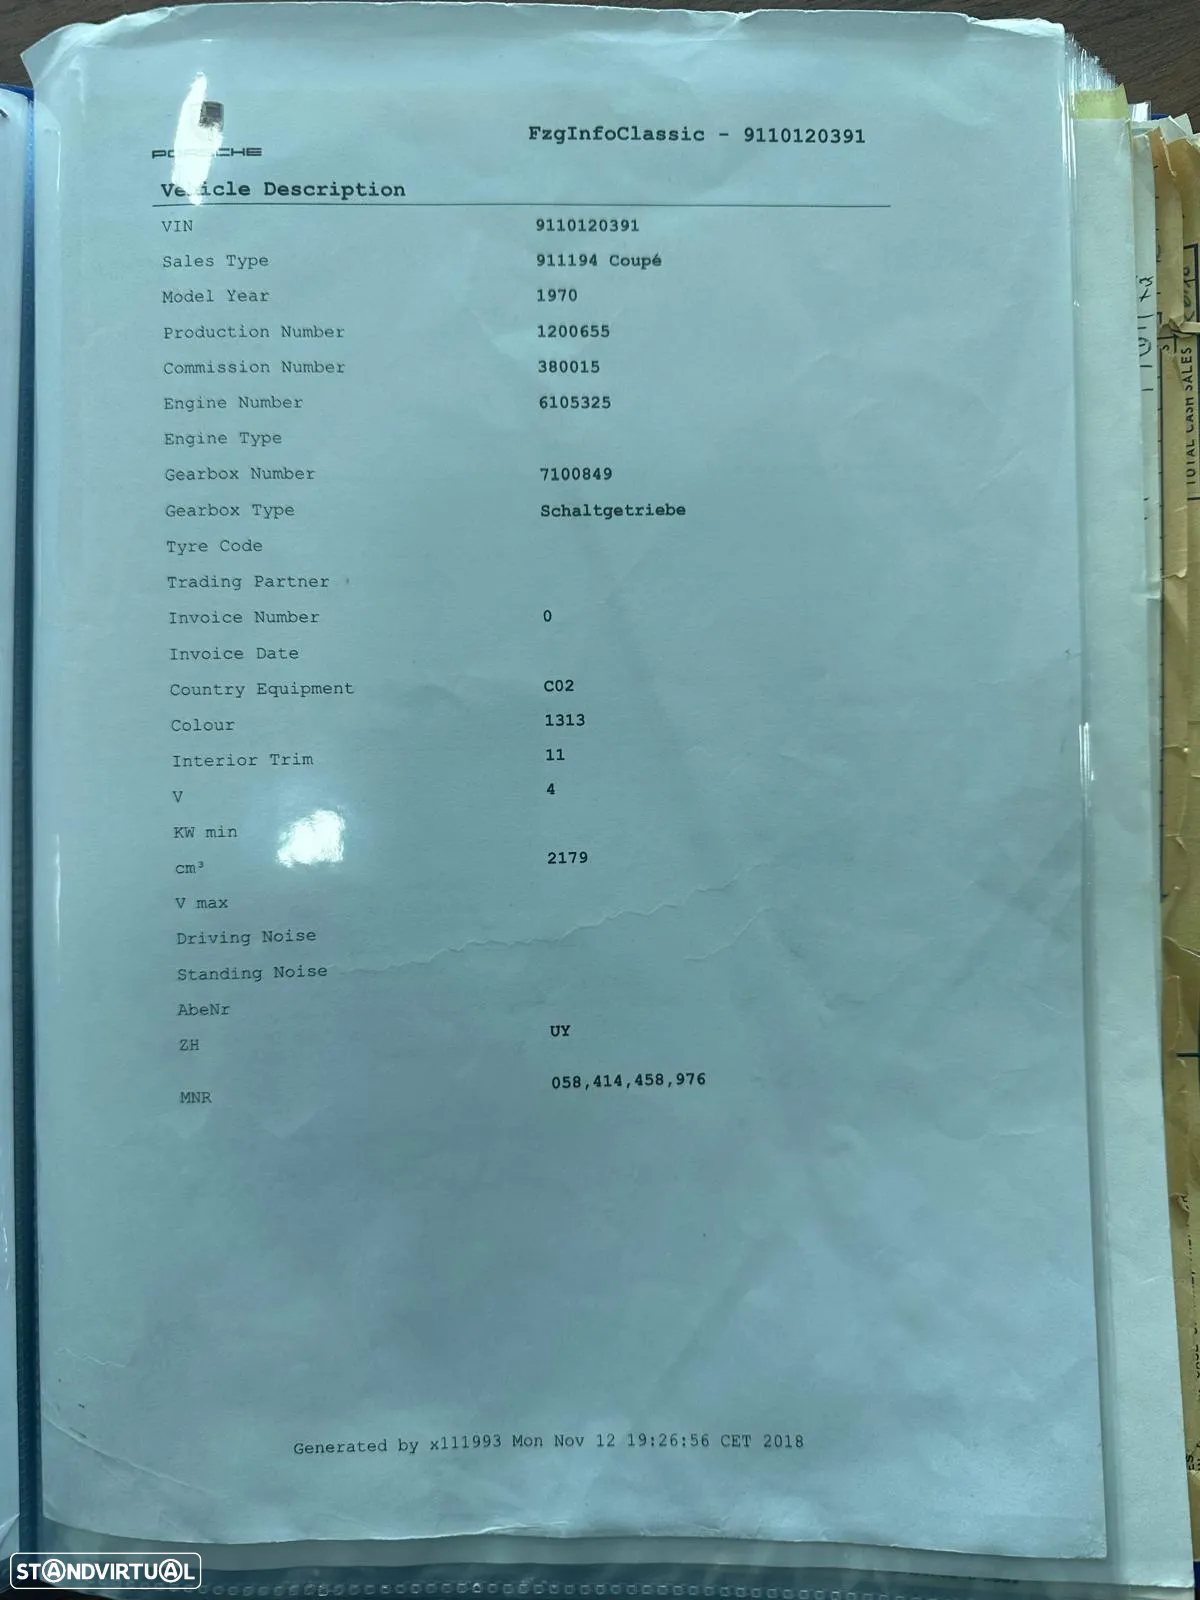 FzgInfoClassic - 9110120391
PORSCHE
Vehicle Description
VIN 9110120391
Sales Type 911194 Coupé
Model Year 1970
Production Number 1200655
Commission Number 380015
Engine Number 6105325
Engine Type
Gearbox Number 7100849
Gearbox Type Schaltgetriebe
Tyre Code
Trading Partner
Invoice Number 0
Invoice Date
Country Equipment C02
Colour 1313
Interior Trim 11
V 4
KW min
cm³ 2179
V max
Driving Noise
Standing Noise
AbeNr
ZH UY
MNR 058,414,458,976
Generated by x111993 Mon Nov 12 19:26:56 CET 2018
TOTAL CASH SALES
STANDVIRTUAL